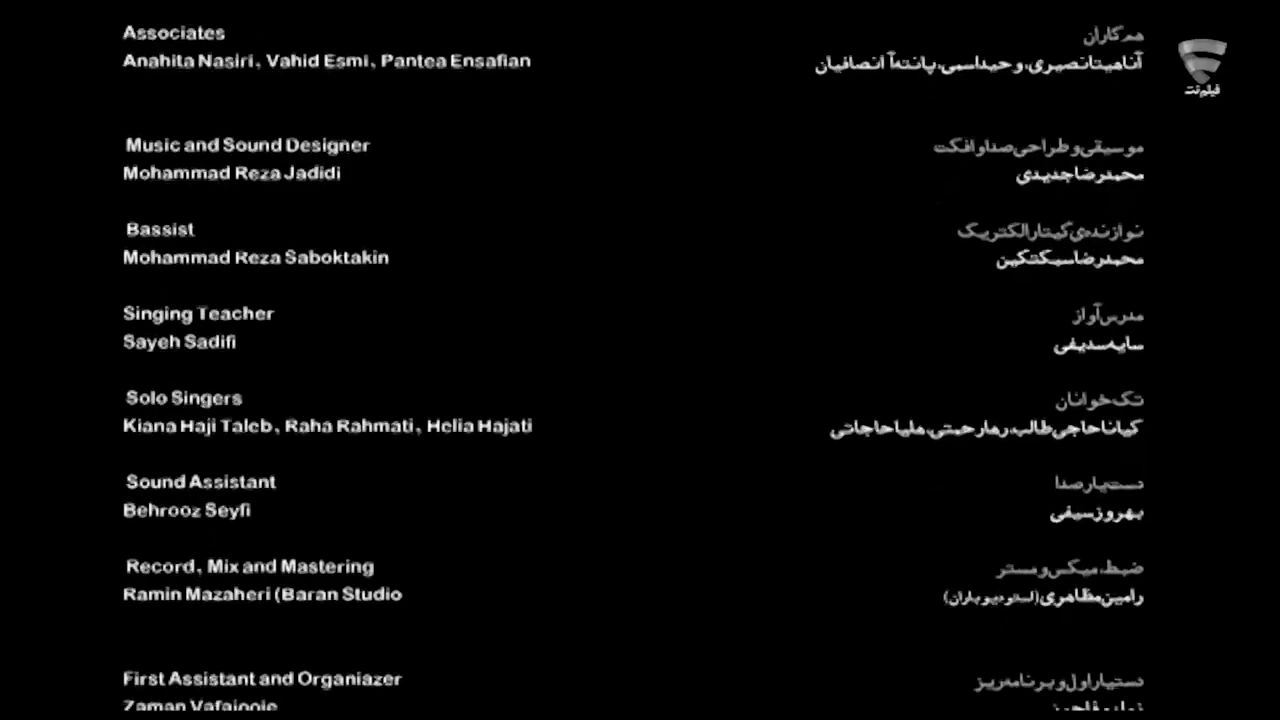 Associates
همکاران
Anahita Nasiri, Vahid Esmi, Pantea Ensafian
آناهیتا نصیری، وحید اسمی، پانته‌آ انصافیان
فیلم‌نت
Music and Sound Designer
موسیقی و طراحی صدا و افکت
Mohammad Reza Jadidi
محمدرضا جدیدی
Bassist
نوازنده‌ی گیتار الکتریک
Mohammad Reza Saboktakin
محمدرضا سبکتکین
Singing Teacher
مدرس آواز
Sayeh Sadifi
سایه سدیفی
Solo Singers
تک‌خوانان
Kiana Haji Taleb, Raha Rahmati, Helia Hajati
کیانا حاجی‌طالب، رها رحمتی، هلیا حاجاتی
Sound Assistant
دستیار صدا
Behrooz Seyfi
بهروز سیفی
Record, Mix and Mastering
ضبط، میکس و مستر
Ramin Mazaheri (Baran Studio
رامین مظاهری (استودیو باران)
First Assistant and Organiazer
دستیار اول و برنامه‌ریز
Zaman Vafajooie